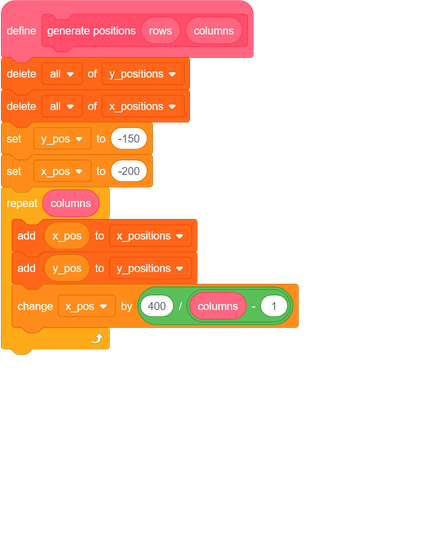 define generate positions rows columns
delete all of y_positions
delete all of x_positions
set y_pos to -150
set x_pos to -200
repeat columns
add x_pos to x_positions
add y_pos to y_positions
change x_pos by 400 / columns - 1